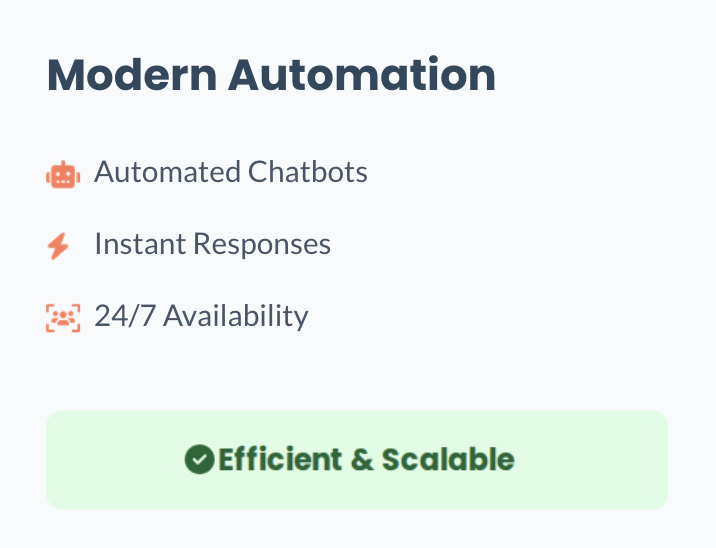 Modern Automation
Automated Chatbots
Instant Responses
24/7 Availability
Efficient & Scalable